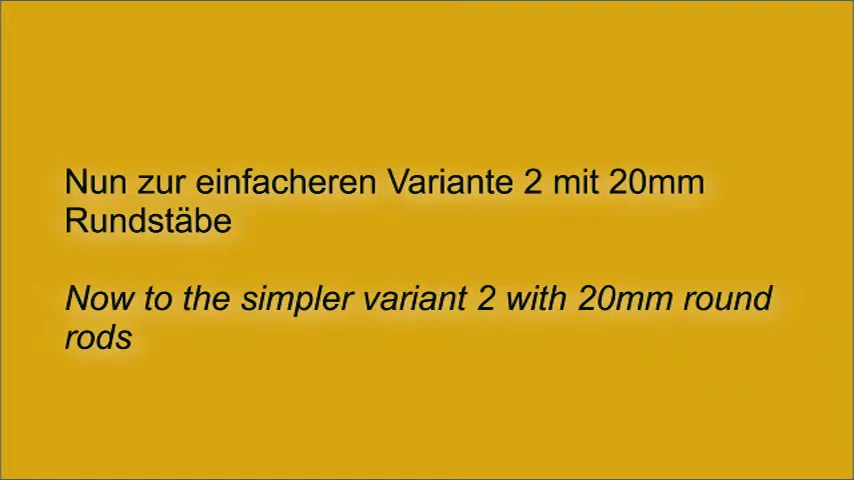 Nun zur einfacheren Variante 2 mit 20mm
Rundstäbe
Now to the simpler variant 2 with 20mm round
rods